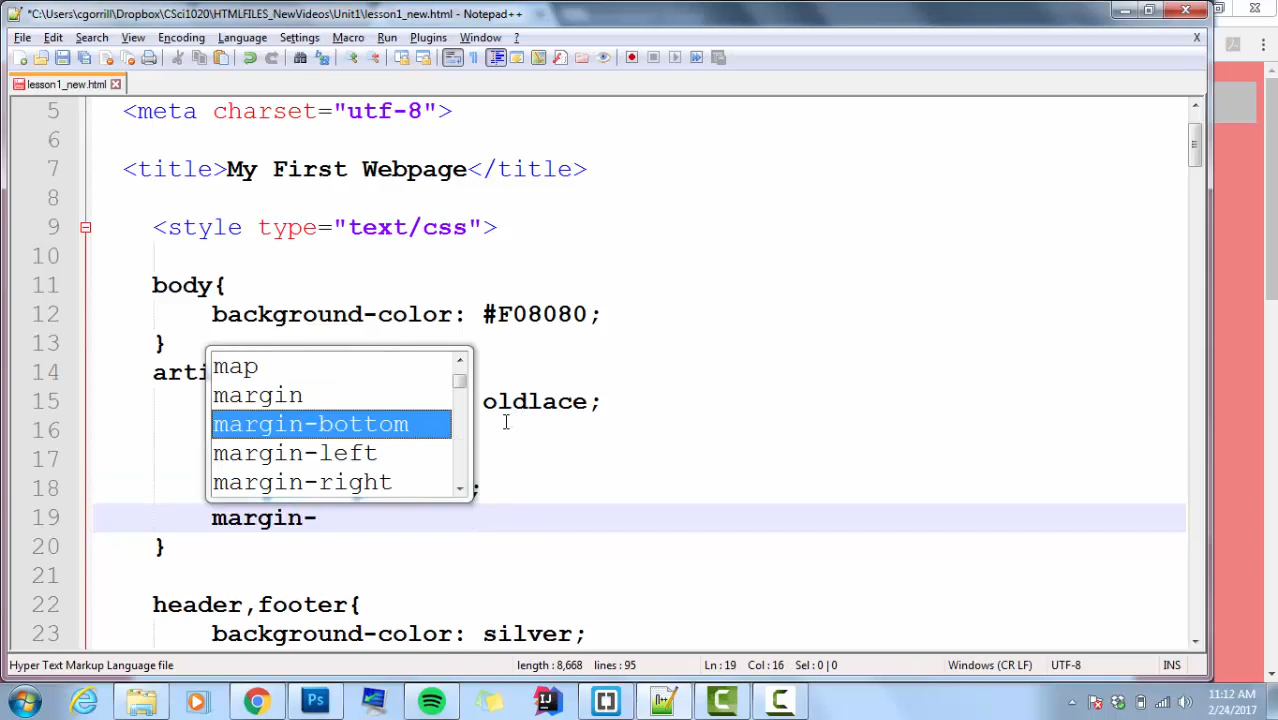 *C:\Users\cgorrill\Dropbox\CSci1020\HTMLFILES_NewVideos\Unit1\lesson1_new.html - Notepad++
File Edit Search View Encoding Language Settings Macro Run Plugins Window ? X
lesson1_new.html
5 <meta charset="utf-8">
6
7 <title>My First Webpage</title>
8
9 <style type="text/css">
10
11 body{
12 background-color: #F08080;
13 }
14 arti
map
margin
15 oldlace;
margin-bottom
16
margin-left
17
margin-right
18 ;
19 margin-
20 }
21
22 header,footer{
23 background-color: silver;
Hyper Text Markup Language file length : 8,668 lines : 95 Ln : 19 Col : 16 Sel : 0 | 0 Windows (CR LF) UTF-8 INS
Ps IJ N++ C C
11:12 AM
2/24/2017